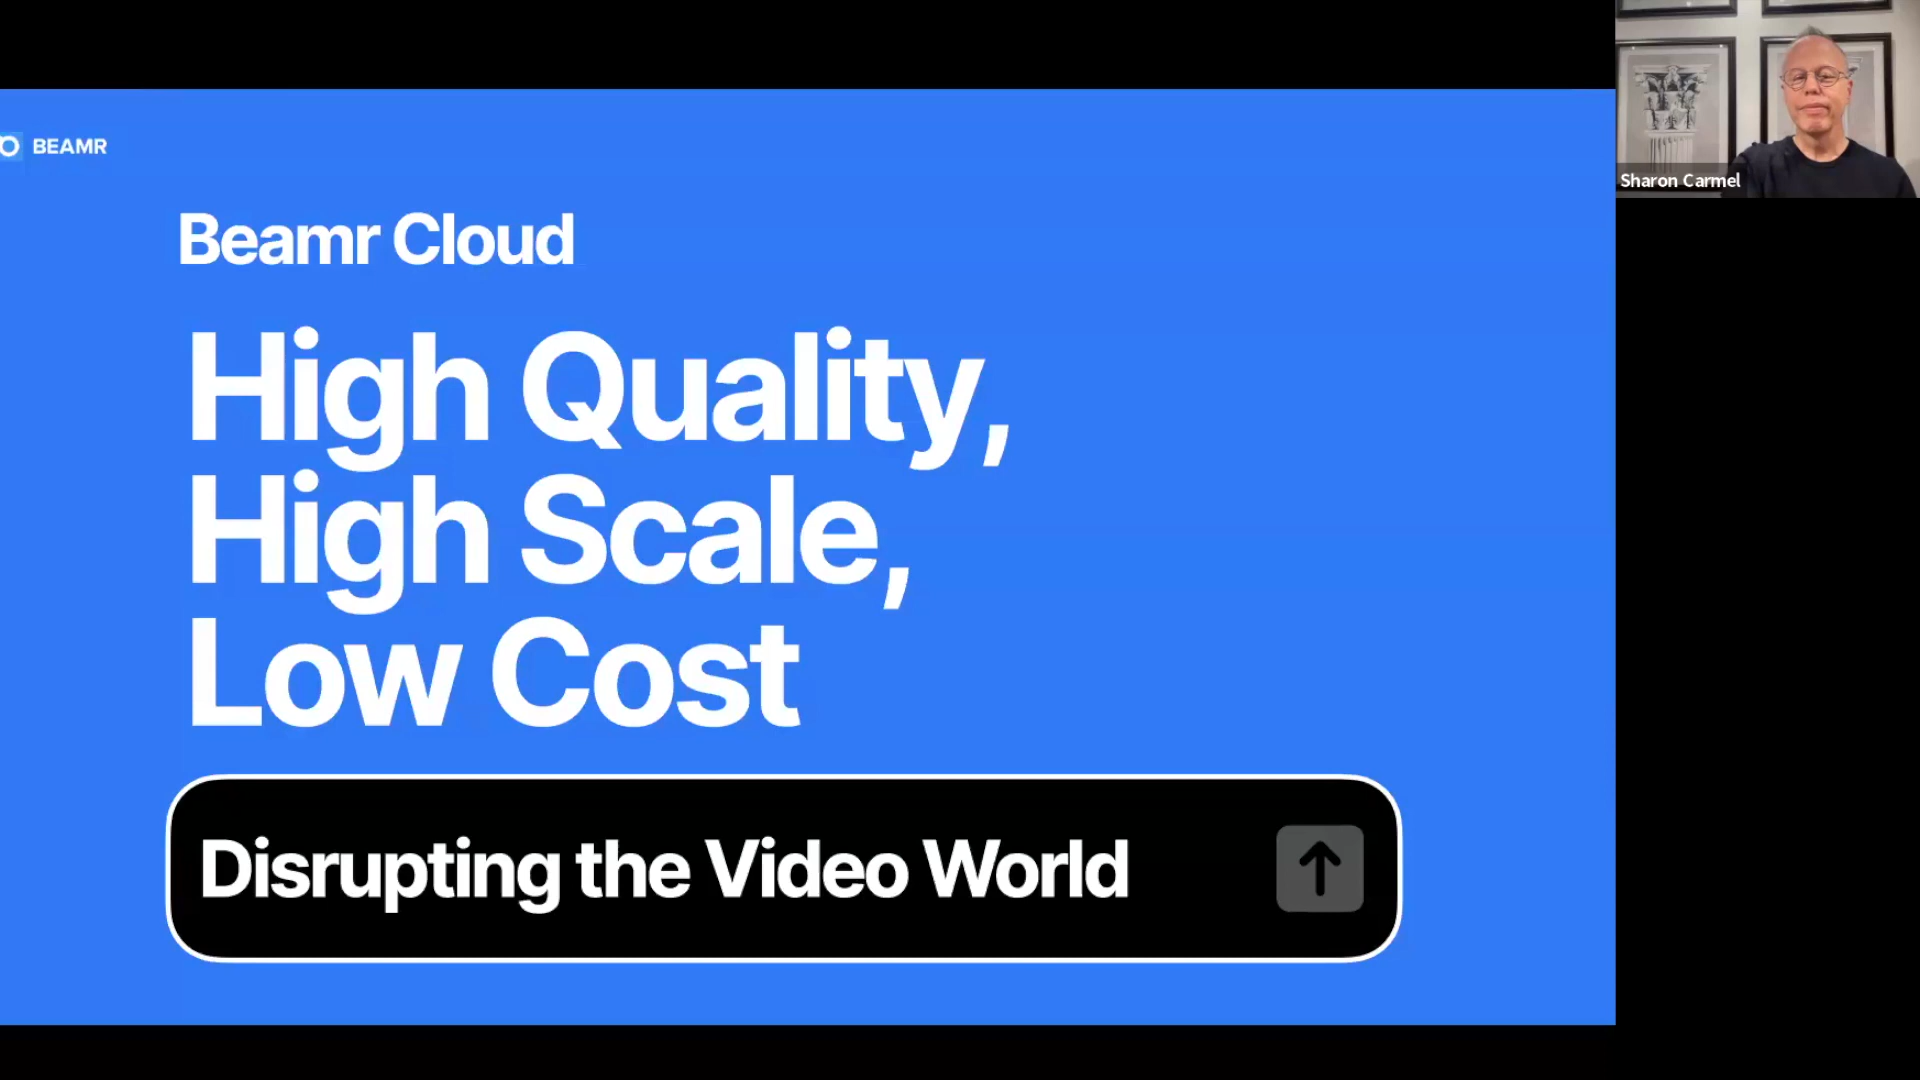 BEAMR
Beamr Cloud
High Quality,
High Scale,
Low Cost
Disrupting the Video World
Sharon Carmel